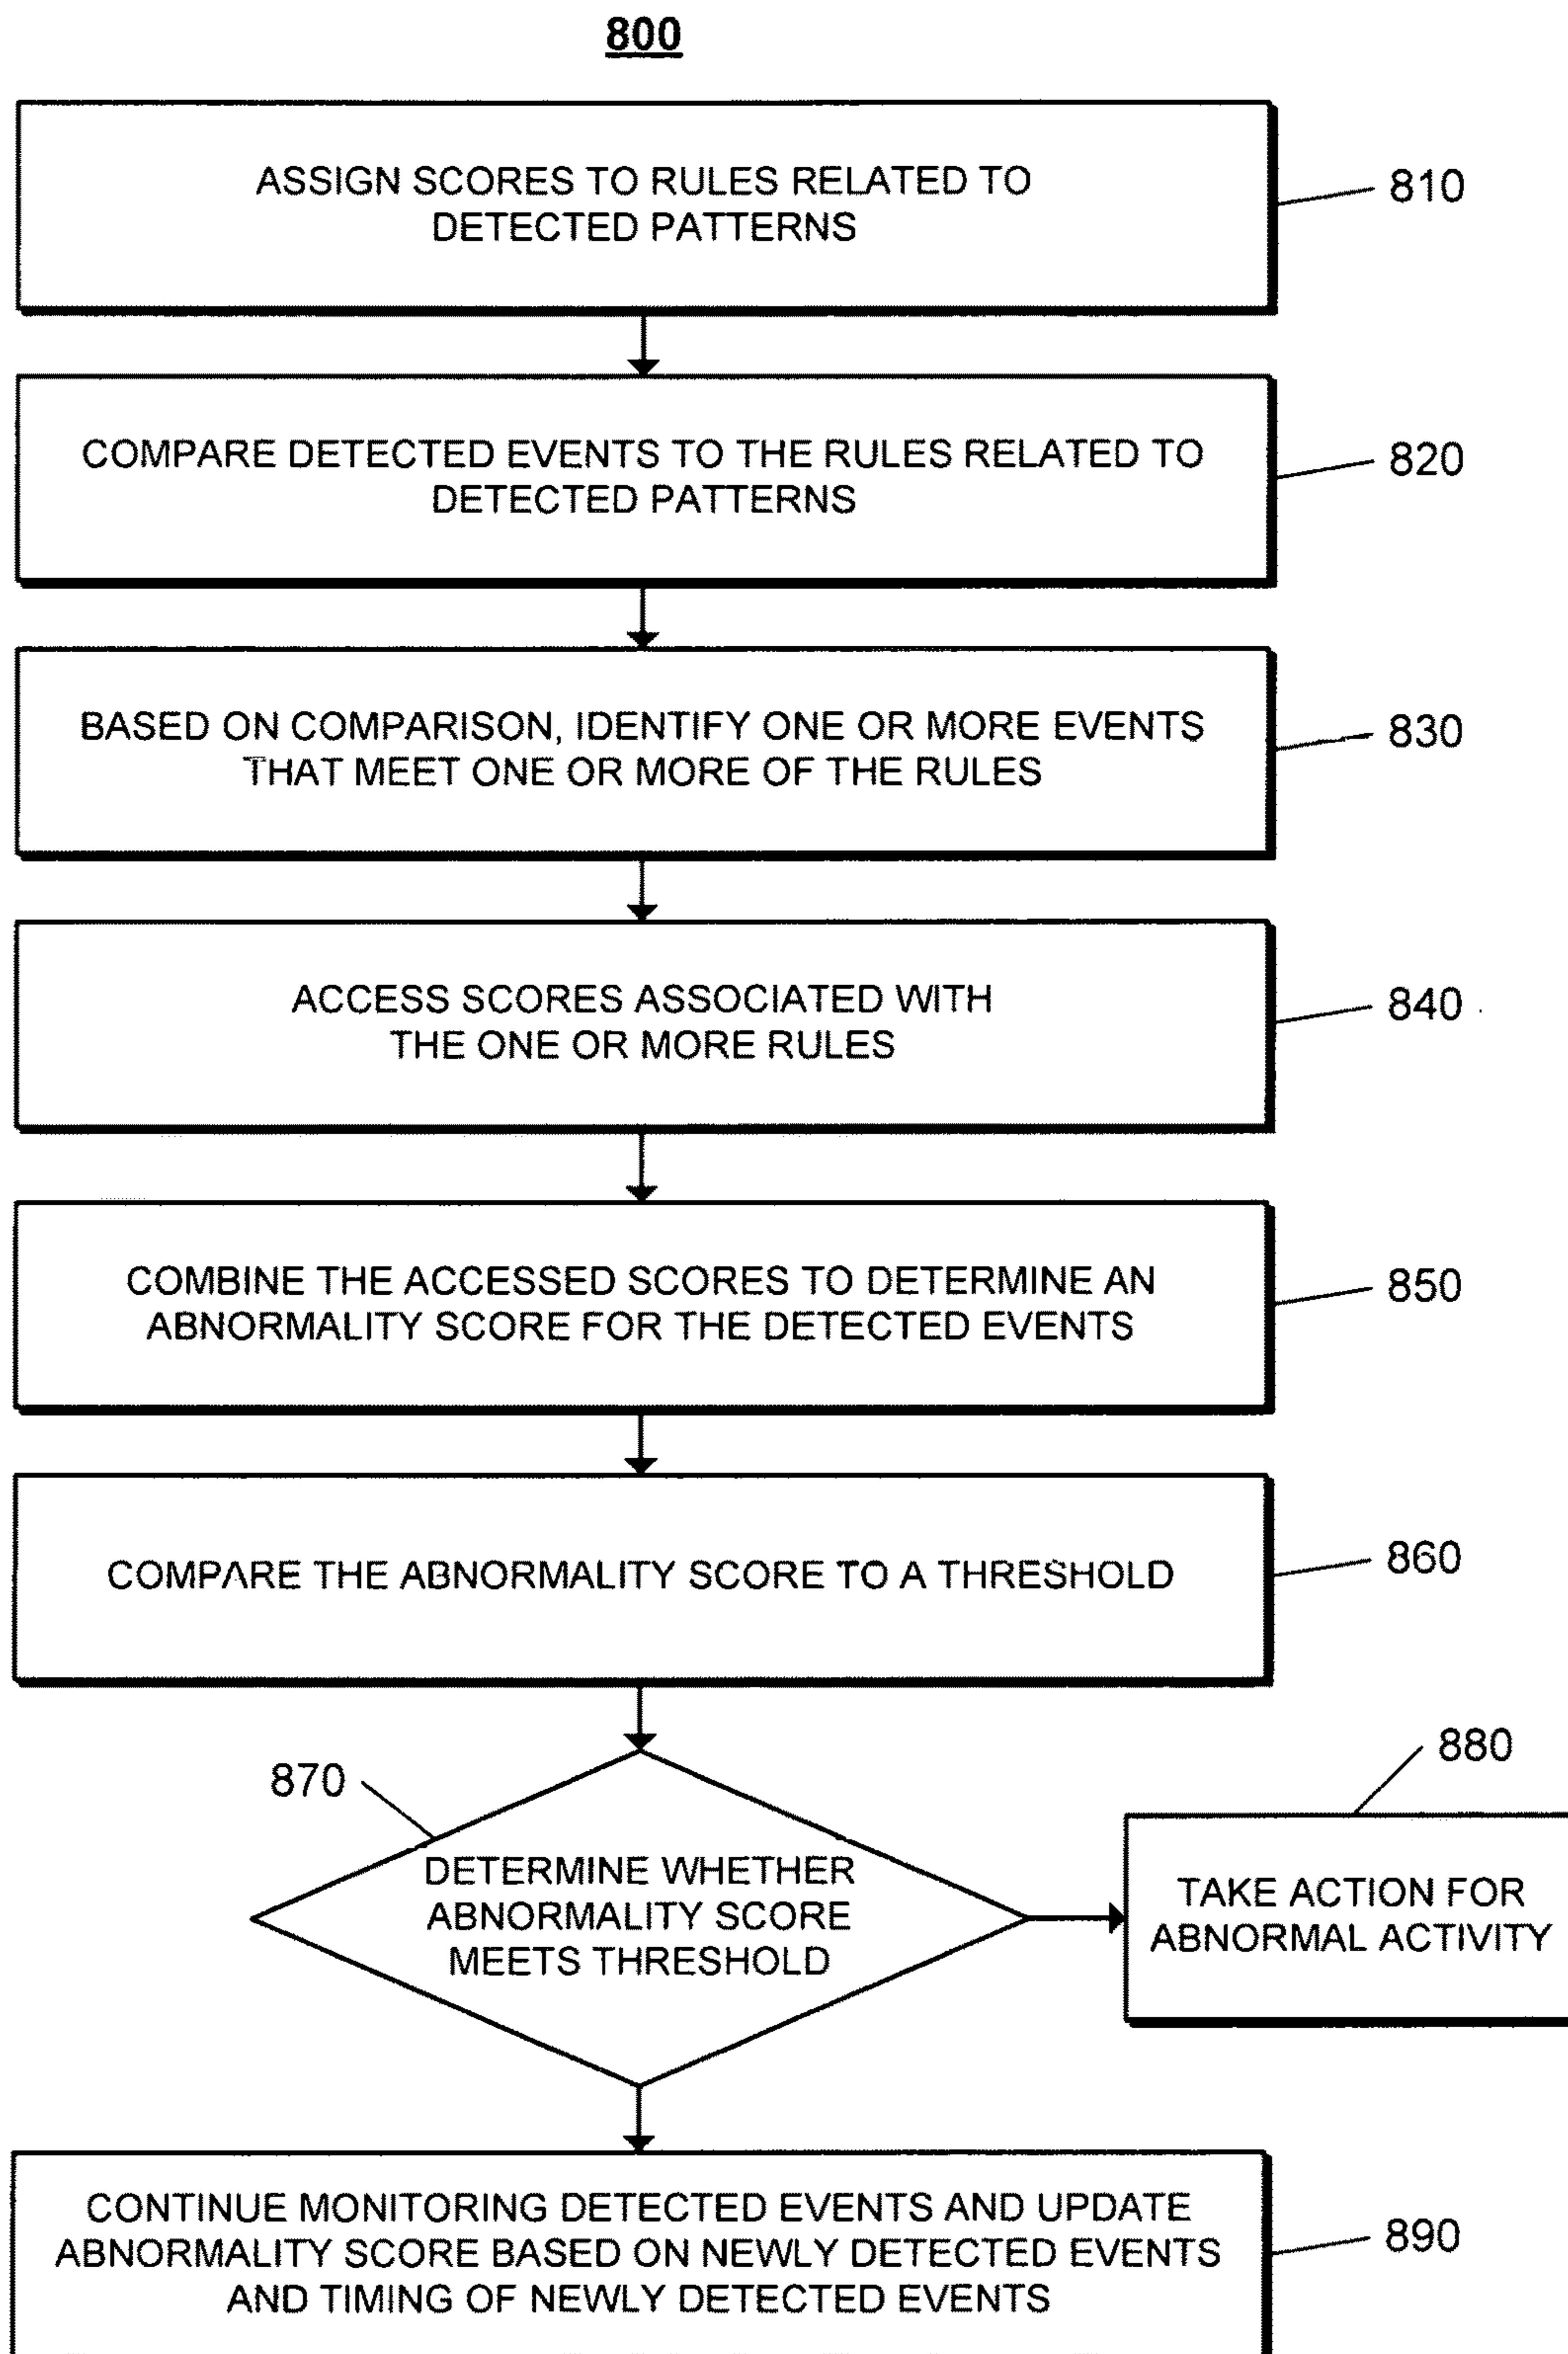 800
ASSIGN SCORES TO RULES RELATED TO
DETECTED PATTERNS
810
COMPARE DETECTED EVENTS TO THE RULES RELATED TO
DETECTED PATTERNS
820
BASED ON COMPARISON, IDENTIFY ONE OR MORE EVENTS
THAT MEET ONE OR MORE OF THE RULES
830
ACCESS SCORES ASSOCIATED WITH
THE ONE OR MORE RULES
840
COMBINE THE ACCESSED SCORES TO DETERMINE AN
ABNORMALITY SCORE FOR THE DETECTED EVENTS
850
COMPARE THE ABNORMALITY SCORE TO A THRESHOLD
860
870
DETERMINE WHETHER
ABNORMALITY SCORE
MEETS THRESHOLD
880
TAKE ACTION FOR
ABNORMAL ACTIVITY
CONTINUE MONITORING DETECTED EVENTS AND UPDATE
ABNORMALITY SCORE BASED ON NEWLY DETECTED EVENTS
AND TIMING OF NEWLY DETECTED EVENTS
890